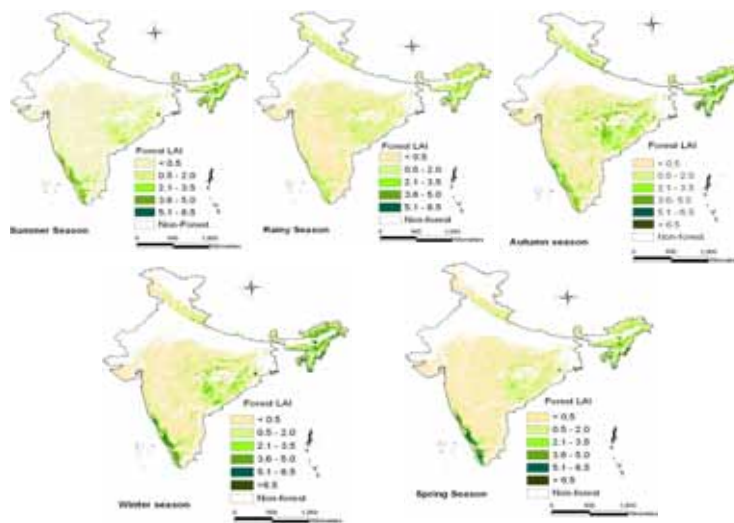 Forest LAI
< 0.5
0.5 - 2.0
2.1 - 3.5
3.6 - 5.0
5.1 - 6.5
Non-Forest
Summer Season
Forest LAI
< 0.5
0.5 - 2.0
2.1 - 3.5
3.6 - 5.0
5.1 - 6.5
Non-forest
Rainy Season
Forest LAI
< 0.5
0.5 - 2.0
2.1 - 3.5
3.6 - 5.0
5.1 - 6.5
> 6.5
Non-forest
Autumn season
Forest LAI
< 0.5
0.5 - 2.0
2.1 - 3.5
3.6 - 5.0
5.1 - 6.5
>6.5
Non-forest
Winter season
Forest LAI
< 0.5
0.5 - 2.0
2.1 - 3.5
3.6 - 5.0
5.1 - 6.5
> 6.5
Non-forest
Spring Season